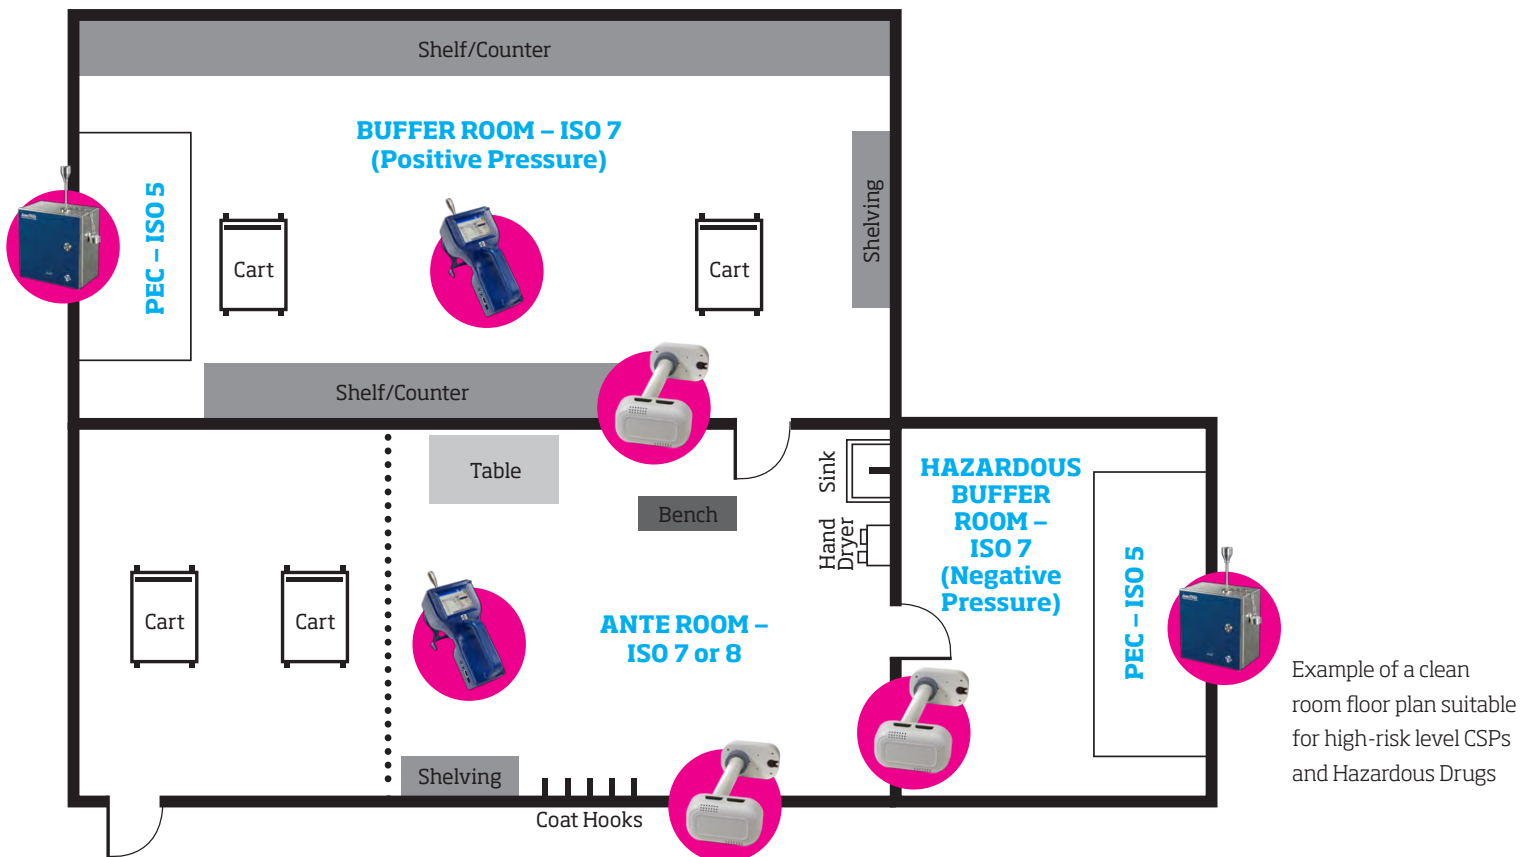 Shelf/Counter
BUFFER ROOM – ISO 7
(Positive Pressure)
PEC – ISO 5
Cart
Cart
Shelving
Shelf/Counter
Table
Bench
Sink
Hand
Dryer
HAZARDOUS
BUFFER
ROOM –
ISO 7
(Negative
Pressure)
PEC – ISO 5
Cart
Cart
ANTE ROOM –
ISO 7 or 8
Shelving
Coat Hooks
Example of a clean
room floor plan suitable
for high-risk level CSPs
and Hazardous Drugs